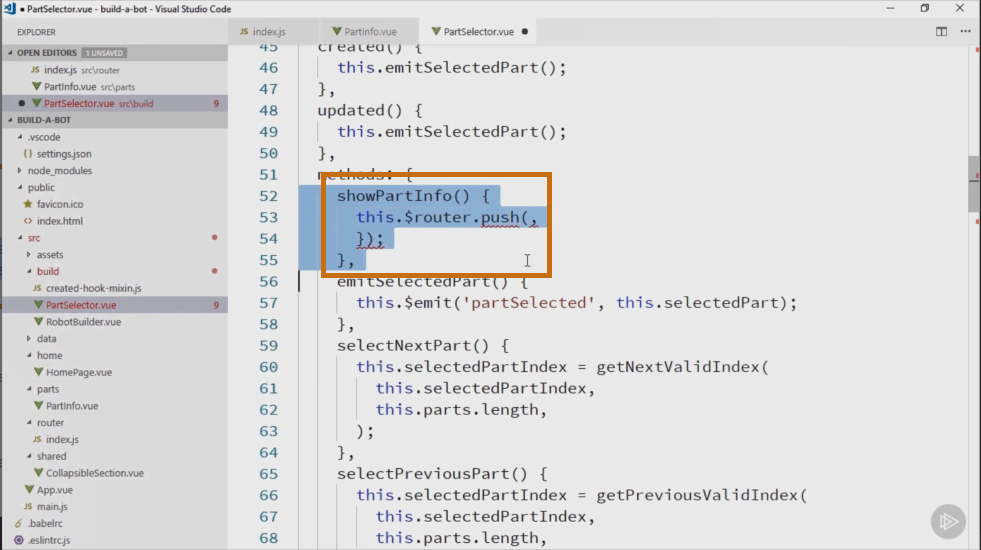 PartSelector.vue - build-a-bot - Visual Studio Code
EXPLORER
OPEN EDITORS 1 UNSAVED
JS index.js src\router
PartInfo.vue src\parts
PartSelector.vue src\build 9
BUILD-A-BOT
.vscode
{} settings.json
node_modules
public
favicon.ico
<> index.html
src
assets
build
JS created-hook-mixin.js
PartSelector.vue 9
RobotBuilder.vue
data
home
HomePage.vue
parts
PartInfo.vue
router
JS index.js
shared
CollapsibleSection.vue
App.vue
JS main.js
.babelrc
.eslintrc.js
JS index.js
PartInfo.vue
PartSelector.vue
45 created() {
46 this.emitSelectedPart();
47 },
48 updated() {
49 this.emitSelectedPart();
50 },
51 methods: {
52 showPartInfo() {
53 this.$router.push(,
54 });
55 },
56 emitSelectedPart() {
57 this.$emit('partSelected', this.selectedPart);
58 },
59 selectNextPart() {
60 this.selectedPartIndex = getNextValidIndex(
61 this.selectedPartIndex,
62 this.parts.length,
63 );
64 },
65 selectPreviousPart() {
66 this.selectedPartIndex = getPreviousValidIndex(
67 this.selectedPartIndex,
68 this.parts.length,